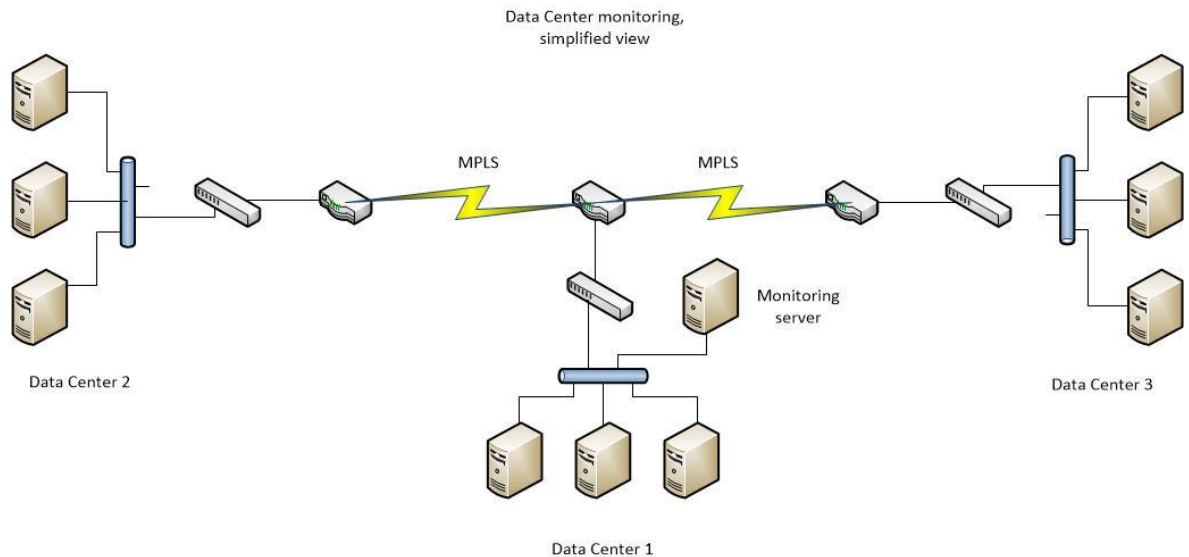 Data Center monitoring,
simplified view
MPLS
MPLS
Monitoring
server
Data Center 2
Data Center 3
Data Center 1